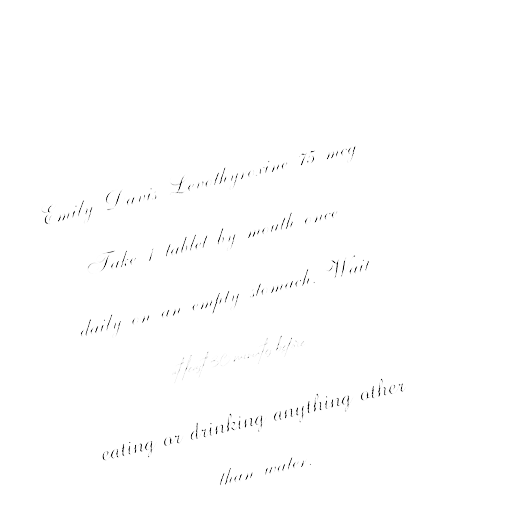 Emily Davis Levothyroxine 75 mcg
Take 1 tablet by mouth once
daily on an empty stomach. Wait
eating or drinking anything other
than water.